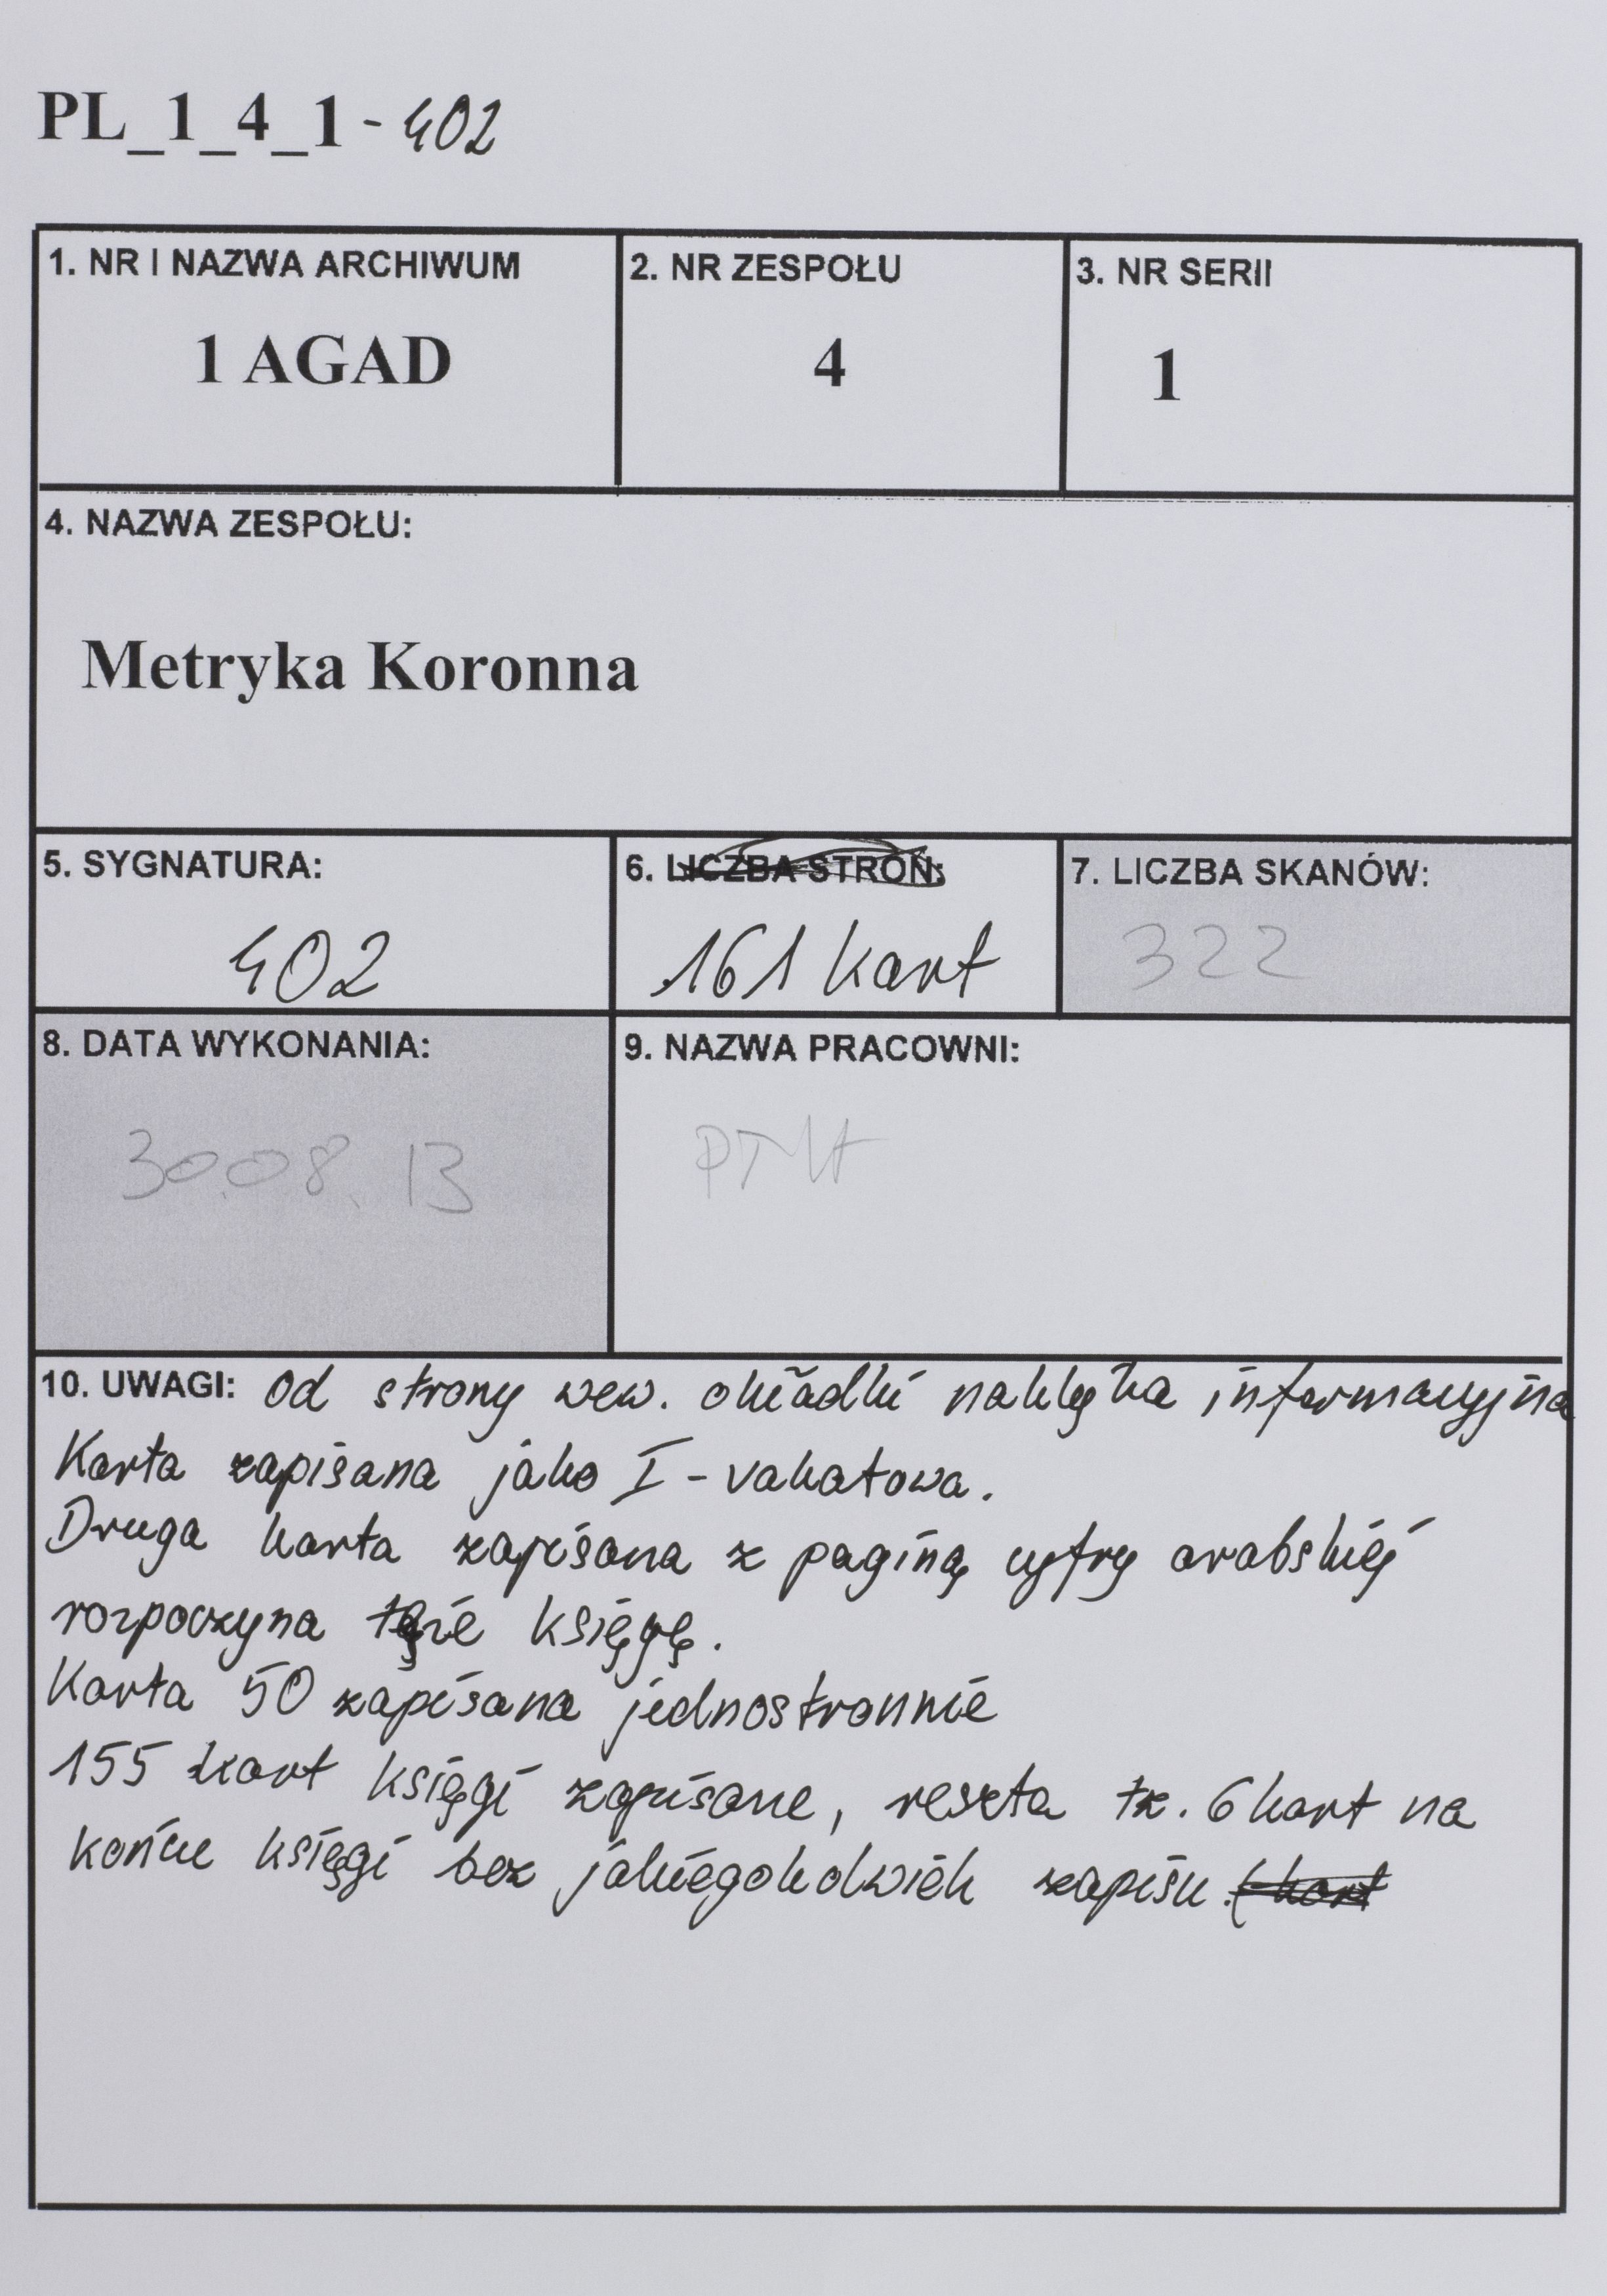 PL_1_4_1 - 402
1. NR I NAZWA ARCHIWUM
1 AGAD
2. NR ZESPOŁU
4
3. NR SERII
1
4. NAZWA ZESPOŁU:
Metryka Koronna
5. SYGNATURA:
402
6. LICZBA STRON:
161 kart
7. LICZBA SKANÓW:
322
8. DATA WYKONANIA:
30.08.13
9. NAZWA PRACOWNI:
10. UWAGI: Od strony wew. okładki naklejka informacyjna
Karta zapisana jako I - vakatowa.
Druga karta zapisana z paginą cyfry arabskiej
rozpoczyna księgę.
Karta 50 zapisana jednostronnie
155 kart księgi zapisane, reszta tz. 6 kart na
końcu księgi bez jakiegokolwiek zapisu. (kart